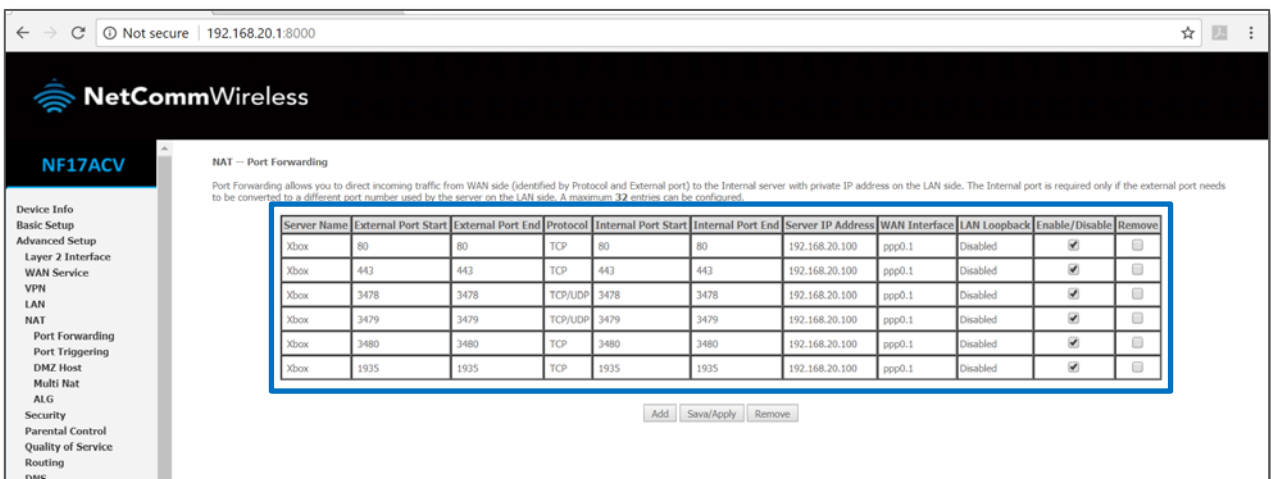 Not secure 192.168.20.1:8000
NetCommWireless
NF17ACV
Device Info
Basic Setup
Advanced Setup
Layer 2 Interface
WAN Service
VPN
LAN
NAT
Port Forwarding
Port Triggering
DMZ Host
Multi Nat
ALG
Security
Parental Control
Quality of Service
Routing
DNS
NAT -- Port Forwarding
Port Forwarding allows you to direct incoming traffic from WAN side (identified by Protocol and External port) to the Internal server with private IP address on the LAN side. The Internal port is required only if the external port needs
to be converted to a different port number used by the server on the LAN side. A maximum 32 entries can be configured.
Server Name External Port Start External Port End Protocol Internal Port Start Internal Port End Server IP Address WAN Interface LAN Loopback Enable/Disable Remove
Xbox 80 80 TCP 80 80 192.168.20.100 ppp0.1 Disabled
Xbox 443 443 TCP 443 443 192.168.20.100 ppp0.1 Disabled
Xbox 3478 3478 TCP/UDP 3478 3478 192.168.20.100 ppp0.1 Disabled
Xbox 3479 3479 TCP/UDP 3479 3479 192.168.20.100 ppp0.1 Disabled
Xbox 3480 3480 TCP 3480 3480 192.168.20.100 ppp0.1 Disabled
Xbox 1935 1935 TCP 1935 1935 192.168.20.100 ppp0.1 Disabled
Add Sava/Apply Remove